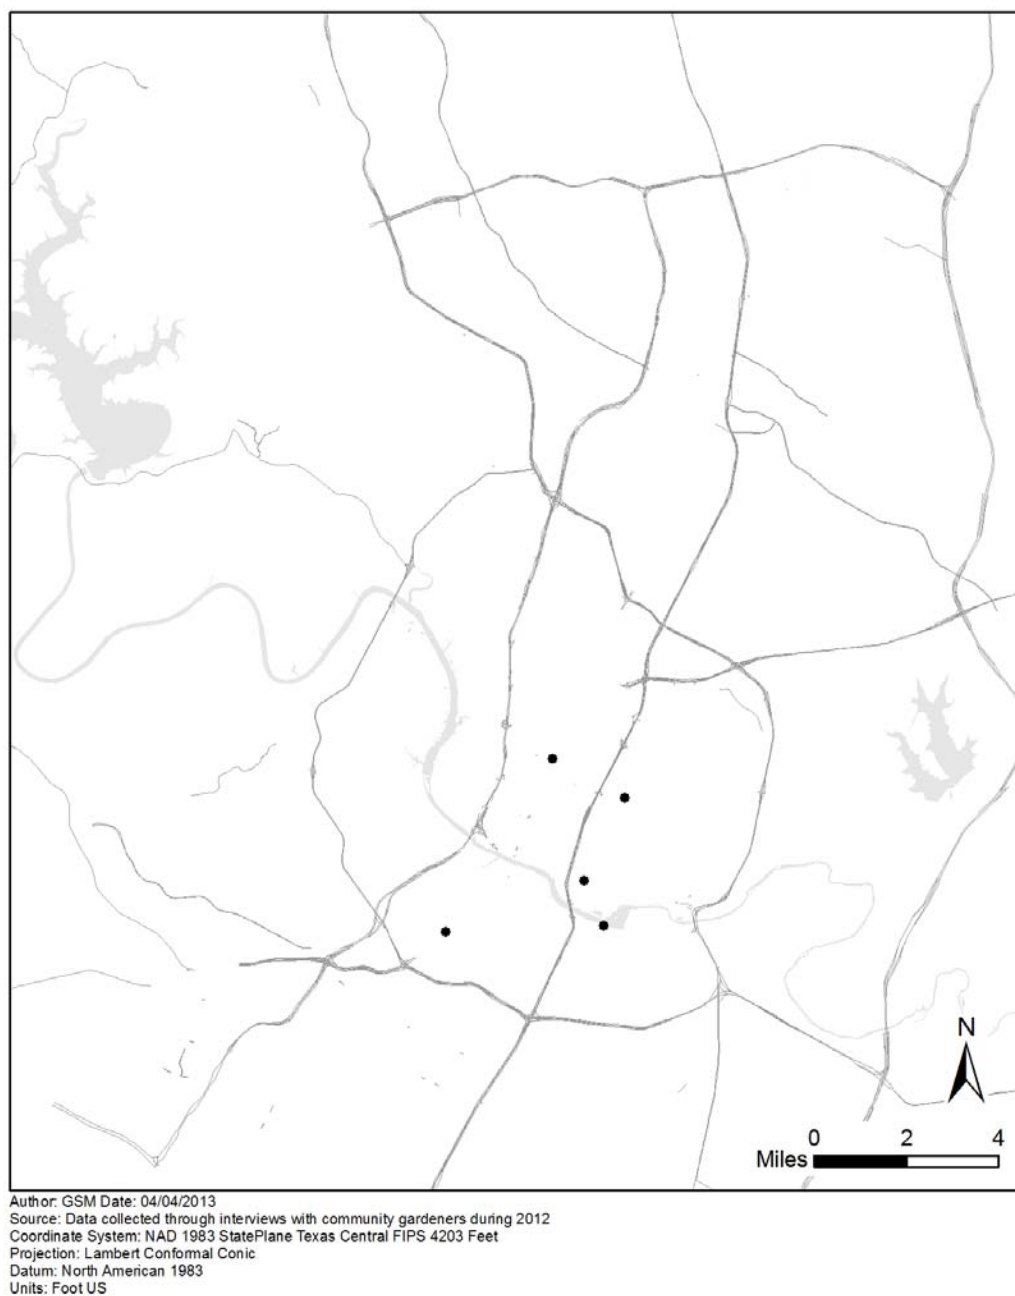 N
0 2 4
Miles
Author: GSM Date: 04/04/2013
Source: Data collected through interviews with community gardeners during 2012
Coordinate System: NAD 1983 StatePlane Texas Central FIPS 4203 Feet
Projection: Lambert Conformal Conic
Datum: North American 1983
Units: Foot US